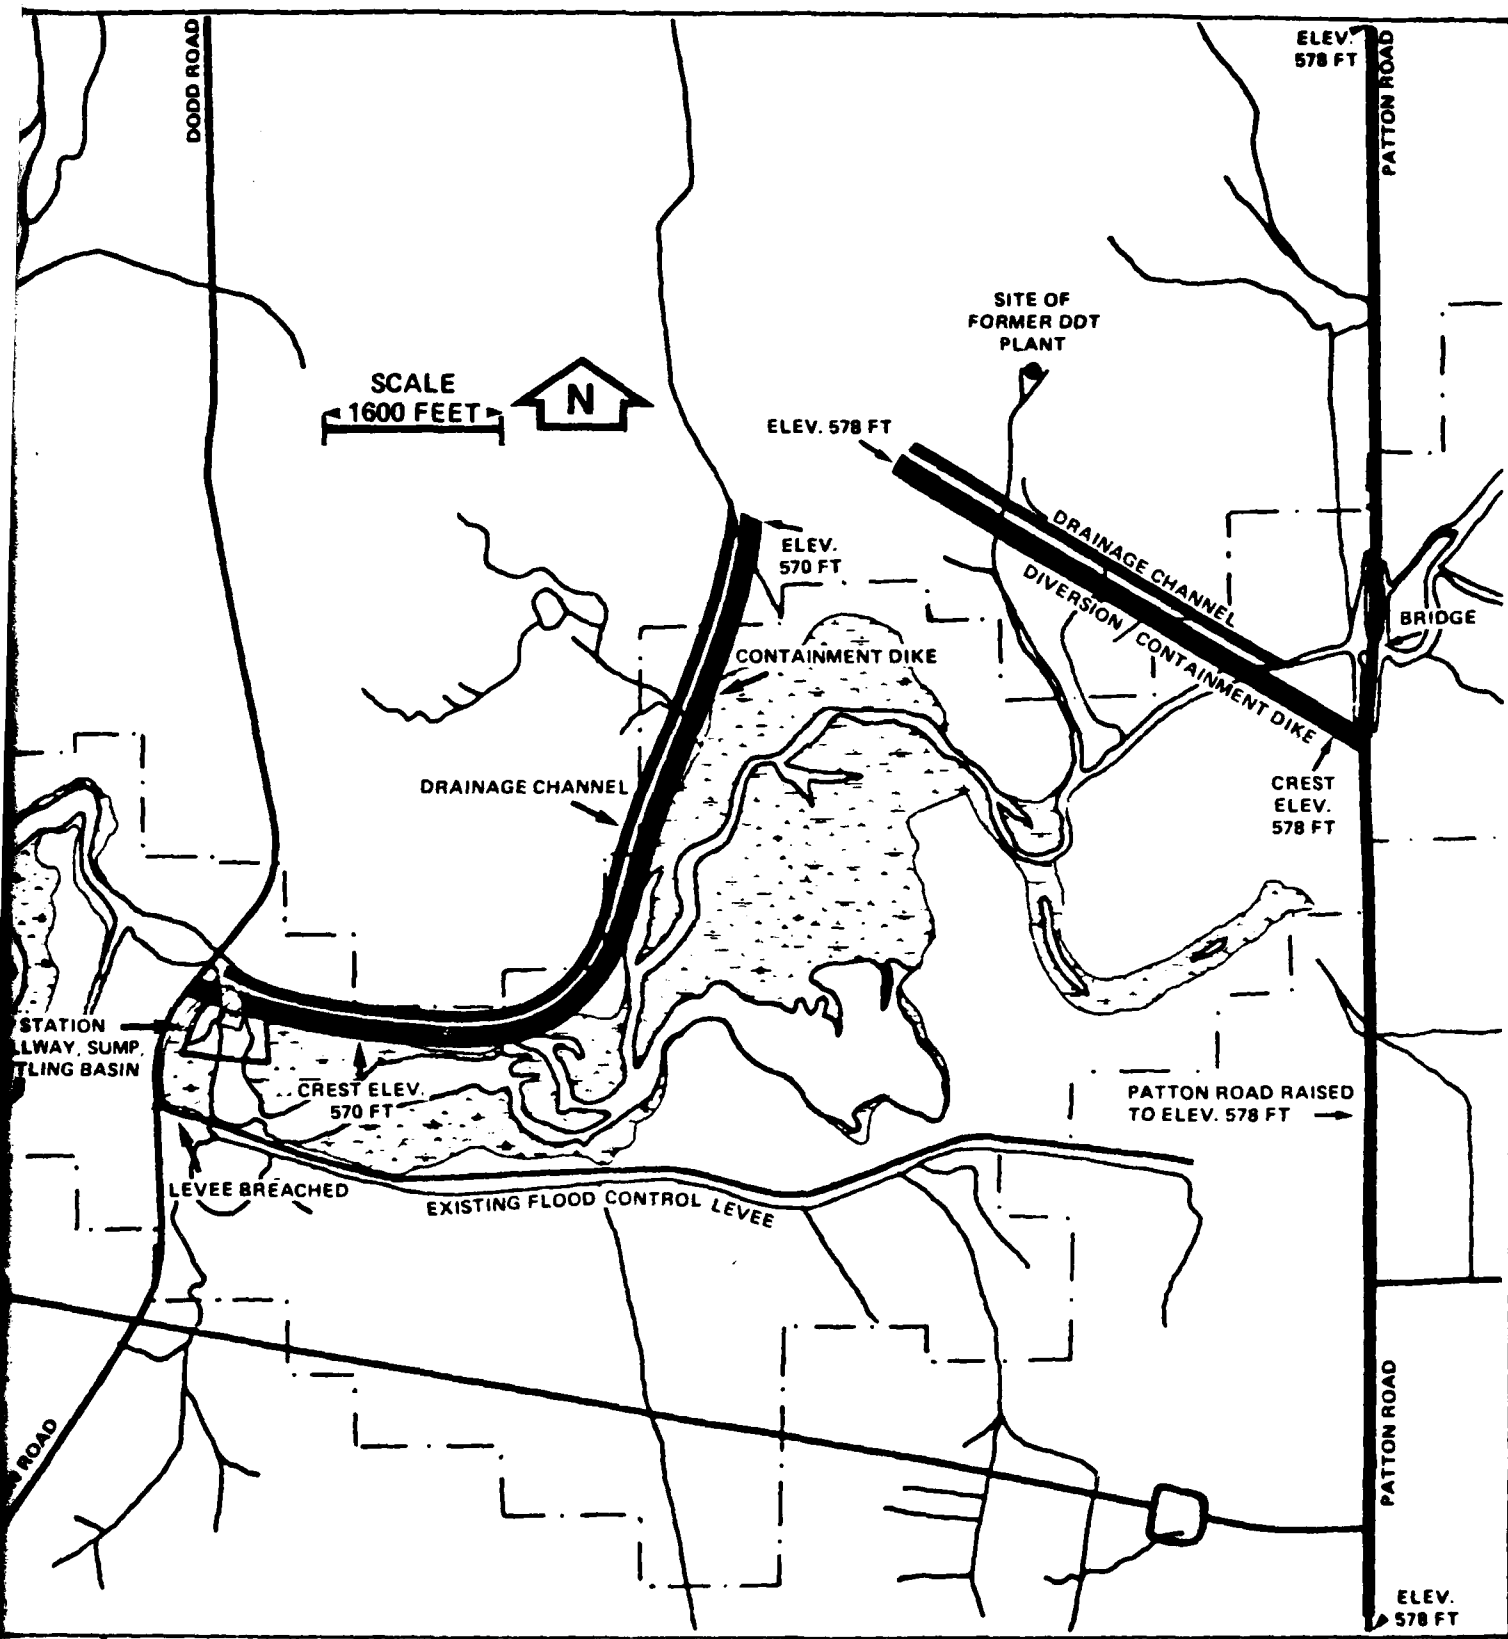 DODD ROAD
ELEV.
578 FT
PATTON ROAD
SITE OF
FORMER DDT
PLANT
SCALE
1600 FEET
N
ELEV. 578 FT
DRAINAGE CHANNEL
DIVERSION / CONTAINMENT DIKE
ELEV.
570 FT
BRIDGE
CONTAINMENT DIKE
DRAINAGE CHANNEL
CREST
ELEV.
578 FT
STATION
LLWAY, SUMP,
TLING BASIN
CREST ELEV.
570 FT
PATTON ROAD RAISED
TO ELEV. 578 FT
LEVEE BREACHED
EXISTING FLOOD CONTROL LEVEE
N ROAD
PATTON ROAD
ELEV.
578 FT